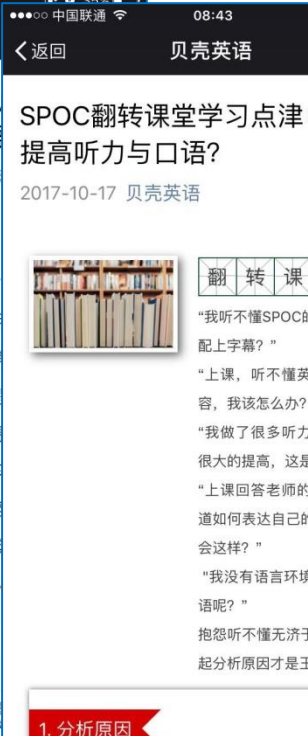 中国联通
08:43
返回
贝壳英语
SPOC翻转课堂学习点津
提高听力与口语?
2017-10-17 贝壳英语
翻转课
“我听不懂SPOC的
配上字幕?”
“上课，听不懂英
容，我该怎么办?
“我做了很多听力
很大的提高，这是
“上课回答老师的
道如何表达自己的
会这样?”
"我没有语言环境
语呢?”
抱怨听不懂无济于
起分析原因才是王
1. 分析原因